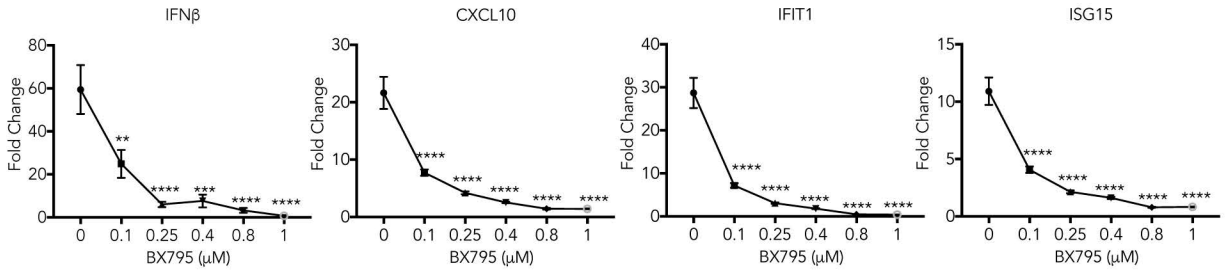 IFNβ
Fold Change
80
60
40
20
0
**
****
***
****
****
0 0.1 0.25 0.4 0.8 1
BX795 (μM)
CXCL10
Fold Change
30
20
10
0
****
****
****
****
****
0 0.1 0.25 0.4 0.8 1
BX795 (μM)
IFIT1
Fold Change
40
30
20
10
0
****
****
****
****
****
0 0.1 0.25 0.4 0.8 1
BX795 (μM)
ISG15
Fold Change
15
10
5
0
****
****
****
****
****
0 0.1 0.25 0.4 0.8 1
BX795 (μM)